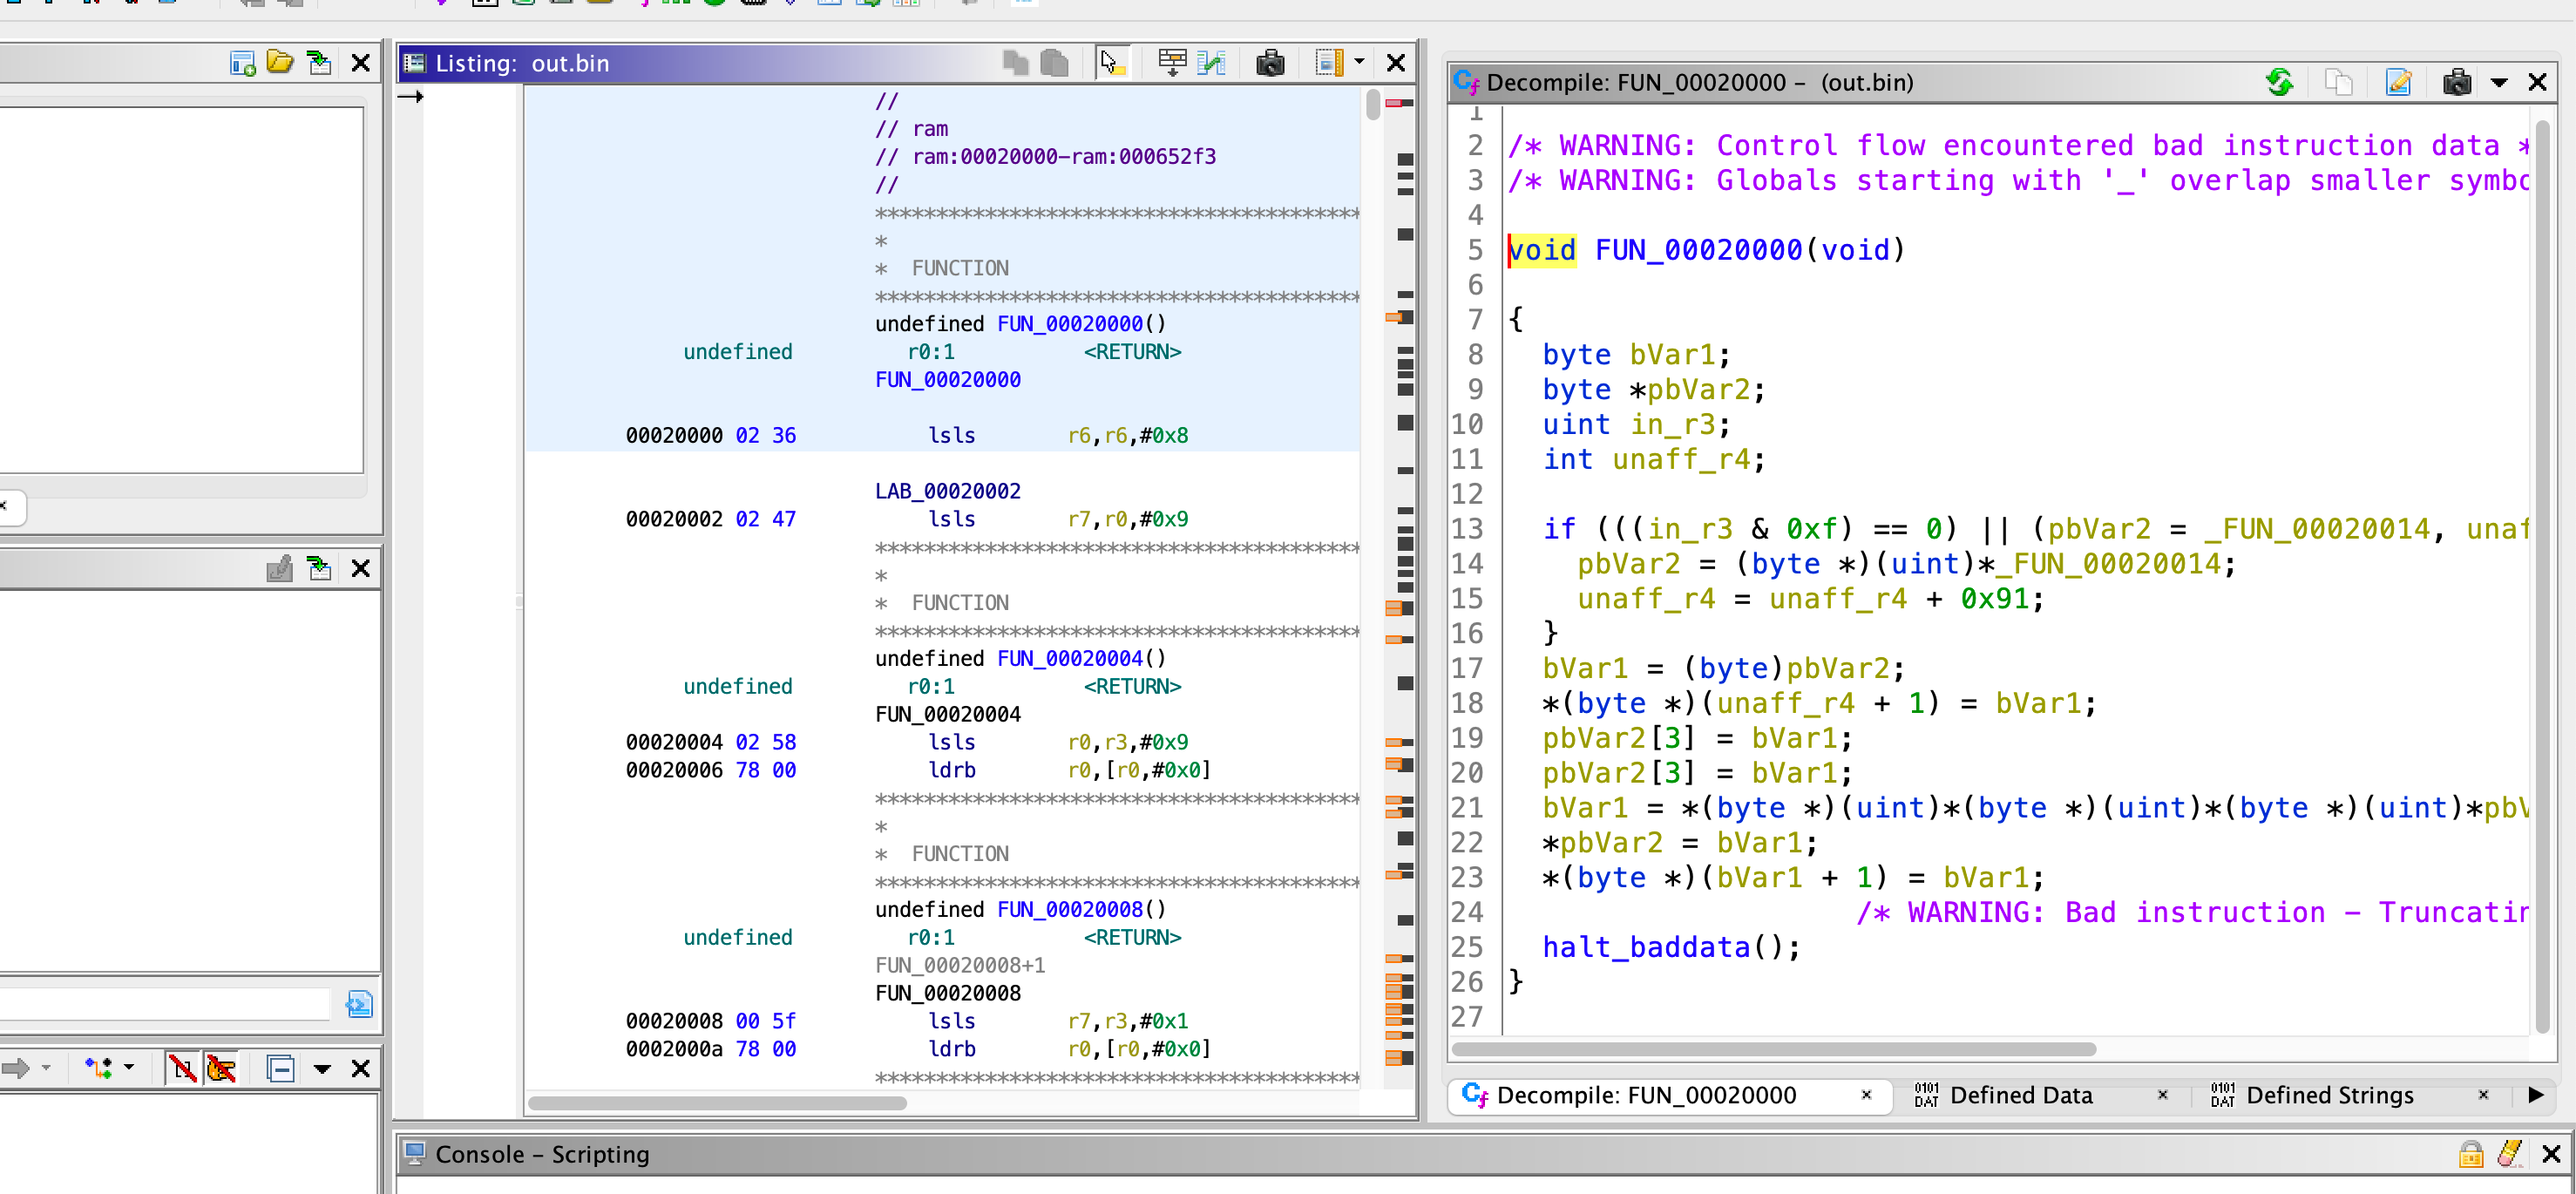 Listing: out.bin
//
// ram
// ram:00020000-ram:000652f3
//
****************************************
*
* FUNCTION
****************************************
undefined FUN_00020000()
undefined r0:1 <RETURN>
FUN_00020000
00020000 02 36 lsls r6,r6,#0x8
LAB_00020002
00020002 02 47 lsls r7,r0,#0x9
****************************************
*
* FUNCTION
****************************************
undefined FUN_00020004()
undefined r0:1 <RETURN>
FUN_00020004
00020004 02 58 lsls r0,r3,#0x9
00020006 78 00 ldrb r0,[r0,#0x0]
****************************************
*
* FUNCTION
****************************************
undefined FUN_00020008()
undefined r0:1 <RETURN>
FUN_00020008+1
FUN_00020008
00020008 00 5f lsls r7,r3,#0x1
0002000a 78 00 ldrb r0,[r0,#0x0]
****************************************
Decompile: FUN_00020000 - (out.bin)
1
2 /* WARNING: Control flow encountered bad instruction data *
3 /* WARNING: Globals starting with '_' overlap smaller symbo
4
5 void FUN_00020000(void)
6
7 {
8 byte bVar1;
9 byte *pbVar2;
10 uint in_r3;
11 int unaff_r4;
12
13 if (((in_r3 & 0xf) == 0) || (pbVar2 = _FUN_00020014, unaf
14 pbVar2 = (byte *)(uint)*_FUN_00020014;
15 unaff_r4 = unaff_r4 + 0x91;
16 }
17 bVar1 = (byte)pbVar2;
18 *(byte *)(unaff_r4 + 1) = bVar1;
19 pbVar2[3] = bVar1;
20 pbVar2[3] = bVar1;
21 bVar1 = *(byte *)(uint)*(byte *)(uint)*(byte *)(uint)*pbV
22 *pbVar2 = bVar1;
23 *(byte *)(bVar1 + 1) = bVar1;
24 /* WARNING: Bad instruction - Truncatin
25 halt_baddata();
26 }
27
Decompile: FUN_00020000 × Defined Data × Defined Strings ×
Console - Scripting